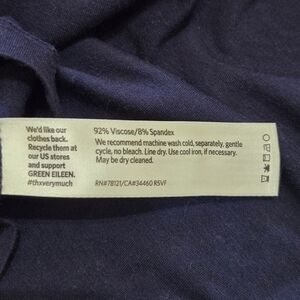 We'd like our
clothes back.
Recycle them at
our US stores
and support
GREEN EILEEN.
#thxverymuch
92% Viscose/8% Spandex
We recommend machine wash cold, separately, gentle
cycle, no bleach. Line dry. Use cool iron, if necessary.
May be dry cleaned.
RN#78121/CA#34460 R5VF